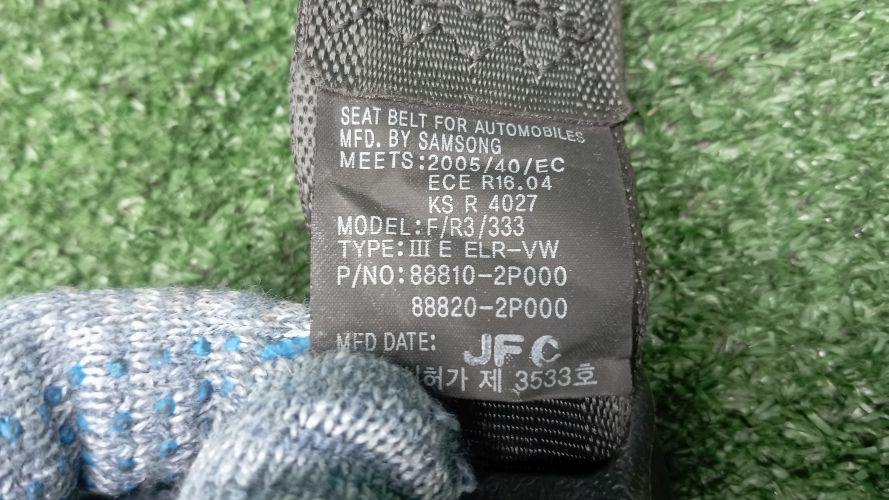 SEAT BELT FOR AUTOMOBILES
MFD. BY SAMSONG
MEETS:2005/40/EC
ECE R16.04
KS R 4027
MODEL:F/R3/333
TYPE:III E ELR-VW
P/NO:88810-2P000
88820-2P000
MFD DATE: JFC
허가 제 3533호